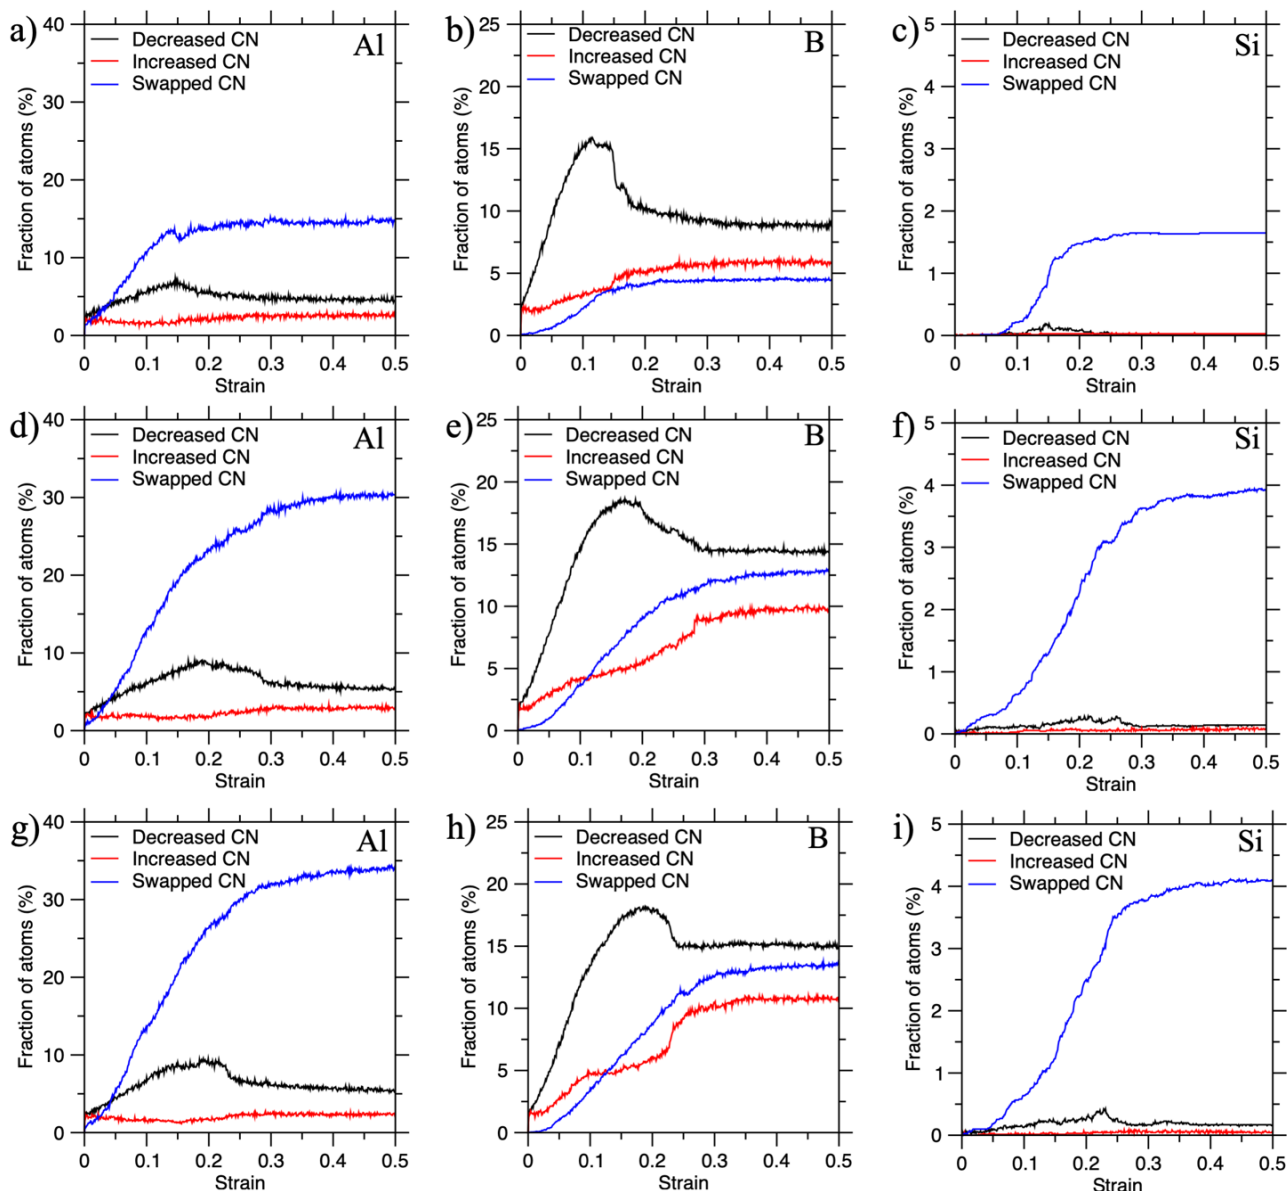 a)
Al
Decreased CN
Increased CN
Swapped CN
40
30
20
10
0
Fraction of atoms (%)
0 0.1 0.2 0.3 0.4 0.5
Strain
b)
B
Decreased CN
Increased CN
Swapped CN
25
20
15
10
5
0
Fraction of atoms (%)
0 0.1 0.2 0.3 0.4 0.5
Strain
c)
Si
Decreased CN
Increased CN
Swapped CN
5
4
3
2
1
0
Fraction of atoms (%)
0 0.1 0.2 0.3 0.4 0.5
Strain
d)
Al
Decreased CN
Increased CN
Swapped CN
40
30
20
10
0
Fraction of atoms (%)
0 0.1 0.2 0.3 0.4 0.5
Strain
e)
B
Decreased CN
Increased CN
Swapped CN
25
20
15
10
5
0
Fraction of atoms (%)
0 0.1 0.2 0.3 0.4 0.5
Strain
f)
Si
Decreased CN
Increased CN
Swapped CN
5
4
3
2
1
0
Fraction of atoms (%)
0 0.1 0.2 0.3 0.4 0.5
Strain
g)
Al
Decreased CN
Increased CN
Swapped CN
40
30
20
10
0
Fraction of atoms (%)
0 0.1 0.2 0.3 0.4 0.5
Strain
h)
B
Decreased CN
Increased CN
Swapped CN
25
20
15
10
5
0
Fraction of atoms (%)
0 0.1 0.2 0.3 0.4 0.5
Strain
i)
Si
Decreased CN
Increased CN
Swapped CN
5
4
3
2
1
0
Fraction of atoms (%)
0 0.1 0.2 0.3 0.4 0.5
Strain